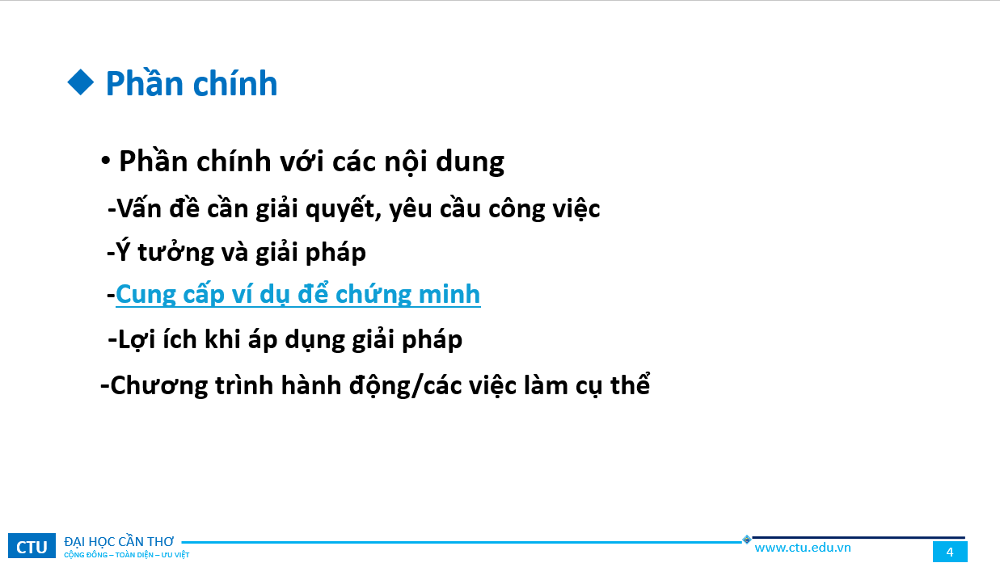 Phần chính
• Phần chính với các nội dung
-Vấn đề cần giải quyết, yêu cầu công việc
-Ý tưởng và giải pháp
-Cung cấp ví dụ để chứng minh
-Lợi ích khi áp dụng giải pháp
-Chương trình hành động/các việc làm cụ thể
CTU
ĐẠI HỌC CẦN THƠ
CỘNG ĐỒNG – TOÀN DIỆN – ƯU VIỆT
www.ctu.edu.vn
4